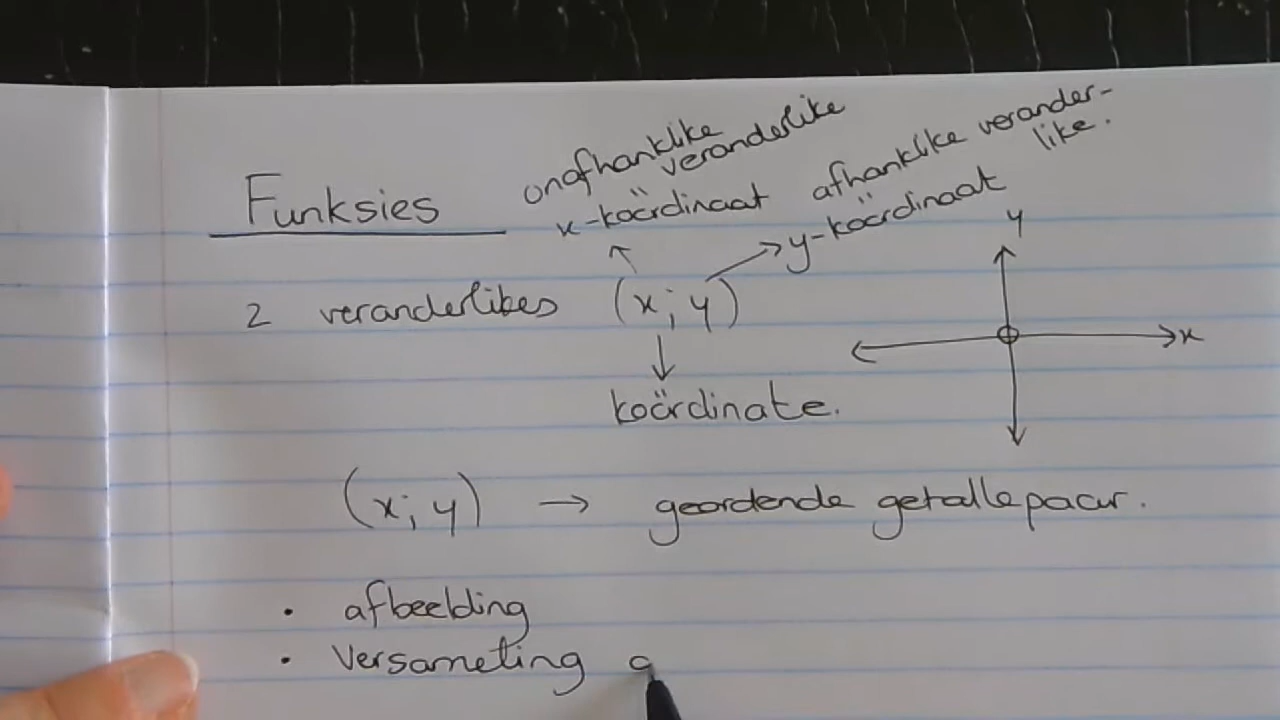 Funksies
onafhanklike
veranderlike
x-koördinaat
afhanklike verander-
like.
y-koördinaat
2 veranderlikes (x; y)
koördinate.
y
x
(x; y) → geordende getallepaar.
• afbeelding
• Versameling